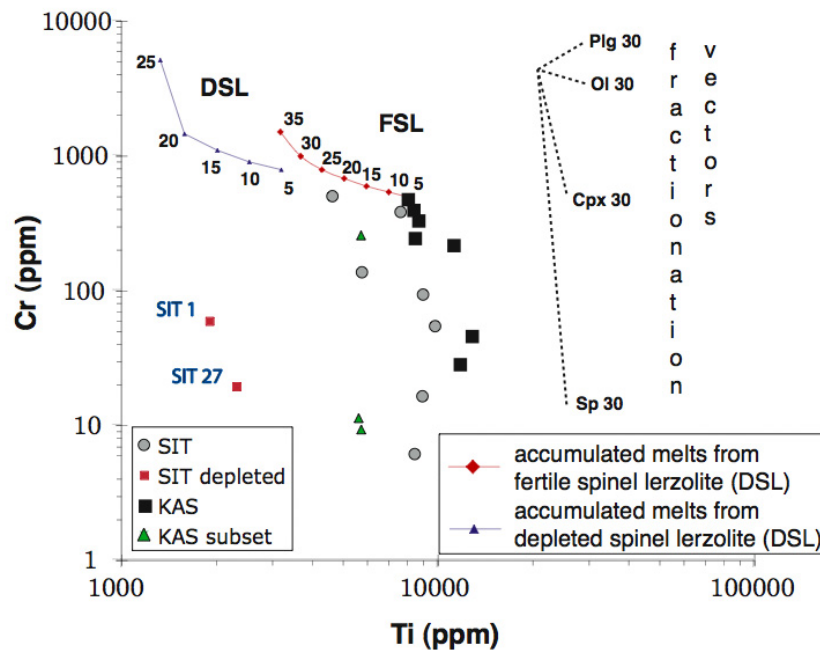 10000
1000
100
10
1
Cr (ppm)
1000
10000
100000
Ti (ppm)
DSL
25
20
15
10
5
FSL
35
30
25
20
15
10
5
SIT 1
SIT 27
Plg 30
Ol 30
Cpx 30
Sp 30
fractionation
vectors
SIT
SIT depleted
KAS
KAS subset
accumulated melts from
fertile spinel lerzolite (DSL)
accumulated melts from
depleted spinel lerzolite (DSL)